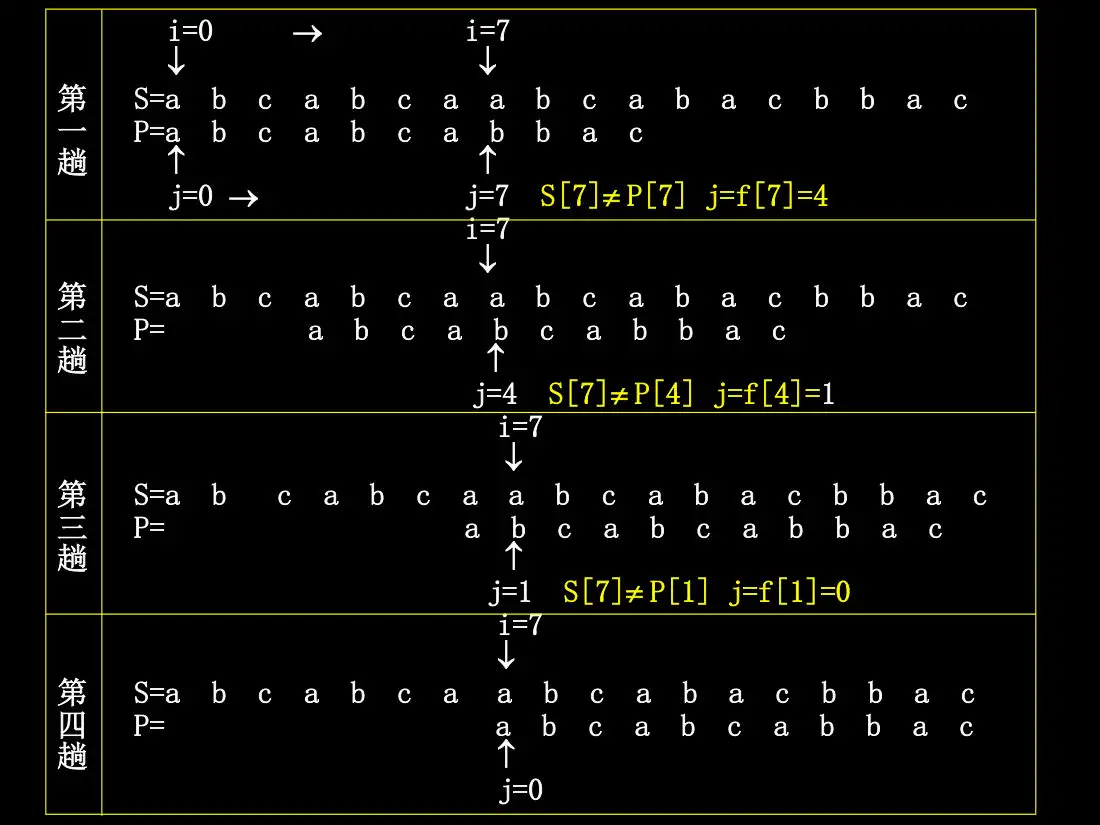 第一趟
i=0 → i=7
↓ ↓
S=a b c a b c a a b c a b a c b b a c
P=a b c a b c a b b a c
↑ ↑
j=0 → j=7 S[7]≠P[7] j=f[7]=4
第二趟
i=7
↓
S=a b c a b c a a b c a b a c b b a c
P= a b c a b c a b b a c
↑
j=4 S[7]≠P[4] j=f[4]=1
第三趟
i=7
↓
S=a b c a b c a a b c a b a c b b a c
P= a b c a b c a b b a c
↑
j=1 S[7]≠P[1] j=f[1]=0
第四趟
i=7
↓
S=a b c a b c a a b c a b a c b b a c
P= a b c a b c a b b a c
↑
j=0